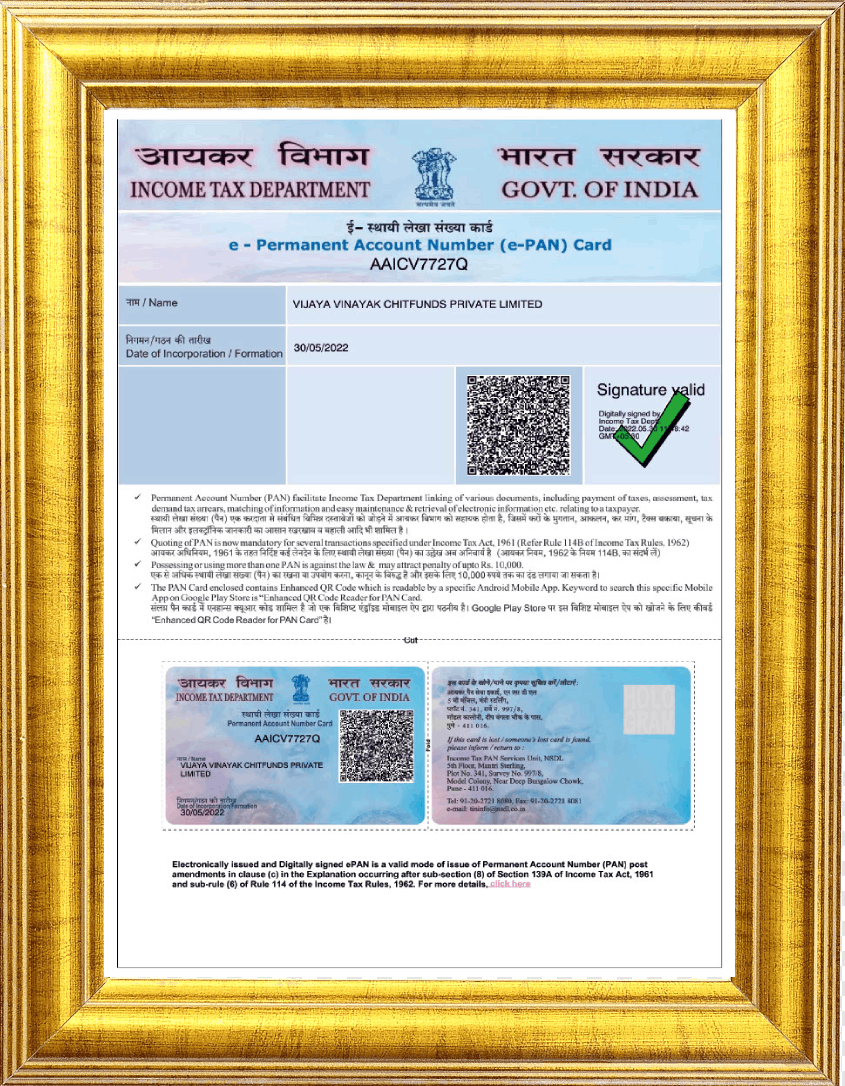 आयकर विभाग
INCOME TAX DEPARTMENT
सत्यमेव जयते
भारत सरकार
GOVT. OF INDIA
ई– स्थायी लेखा संख्या कार्ड
e - Permanent Account Number (e-PAN) Card
AAICV7727Q
नाम / Name
VIJAYA VINAYAK CHITFUNDS PRIVATE LIMITED
निगमन/गठन की तारीख
Date of Incorporation / Formation
30/05/2022
Signature valid
Digitally signed by
Income Tax Dept.
Date:
GMT+05:30
✓ Permanent Account Number (PAN) facilitate Income Tax Department linking of various documents, including payment of taxes, assessment, tax
demand tax arrears, matching of information and easy maintenance & retrieval of electronic information etc. relating to a taxpayer.
स्थायी लेखा संख्या (पैन) एक करदाता से संबंधित विभिन्न दस्तावेजों को जोड़ने में आयकर विभाग को सहायक होता है, जिसमें करों के भुगतान, आकलन, कर मांग, टैक्स बकाया, सूचना के
मिलान और इलक्ट्रॉनिक जानकारी का आसान रखरखाव व बहाली आदि भी शामिल है।
✓ Quoting of PAN is now mandatory for several transactions specified under Income Tax Act, 1961 (Refer Rule 114B of Income Tax Rules, 1962)
आयकर अधिनियम, 1961 के तहत निर्दिष्ट कई लेनदेन के लिए स्थायी लेखा संख्या (पैन) का उल्लेख अब अनिवार्य है (आयकर नियम, 1962 के नियम 114B, का संदर्भ लें)
✓ Possessing or using more than one PAN is against the law & may attract penalty of upto Rs. 10,000.
एक से अधिक स्थायी लेखा संख्या (पैन) का रखना या उपयोग करना, कानून के विरुद्ध है और इसके लिए 10,000 रुपये तक का दंड लगाया जा सकता है।
✓ The PAN Card enclosed contains Enhanced QR Code which is readable by a specific Android Mobile App. Keyword to search this specific Mobile
App on Google Play Store is "Enhanced QR Code Reader for PAN Card.
संलग्न पैन कार्ड में एनहान्स क्यूआर कोड शामिल है जो एक विशिष्ट एंड्रॉइड मोबाइल ऐप द्वारा पठनीय है। Google Play Store पर इस विशिष्ट मोबाइल ऐप को खोजने के लिए कीवर्ड
"Enhanced QR Code Reader for PAN Card" है।
Cut
आयकर विभाग
INCOME TAX DEPARTMENT
भारत सरकार
GOVT. OF INDIA
स्थायी लेखा संख्या कार्ड
Permanent Account Number Card
AAICV7727Q
नाम / Name
VIJAYA VINAYAK CHITFUNDS PRIVATE
LIMITED
निगमन/गठन की तारीख
Date of Incorporation/Formation
30/05/2022
Fold
इस कार्ड के खोने/पाने पर कृपया सूचित करें/लौटाएं:
आयकर पैन सेवा इकाई, एन एस डी एल
5 वी मंजिल, मंत्री स्टर्लिंग,
प्लॉट नं. 341, सर्वे नं. 997/8,
मॉडल कालोनी, दीप बंगला चौक के पास,
पुणे - 411 016.
If this card is lost / someone's lost card is found,
please inform / return to :
Income Tax PAN Services Unit, NSDL
5th Floor, Mantri Sterling,
Plot No. 341, Survey No. 997/8,
Model Colony, Near Deep Bungalow Chowk,
Pune - 411 016.
Tel: 91-20-2721 8080, Fax: 91-20-2721 8081
e-mail: tininfo@nsdl.co.in
Electronically issued and Digitally signed ePAN is a valid mode of issue of Permanent Account Number (PAN) post
amendments in clause (c) in the Explanation occurring after sub-section (8) of Section 139A of Income Tax Act, 1961
and sub-rule (6) of Rule 114 of the Income Tax Rules, 1962. For more details, click here